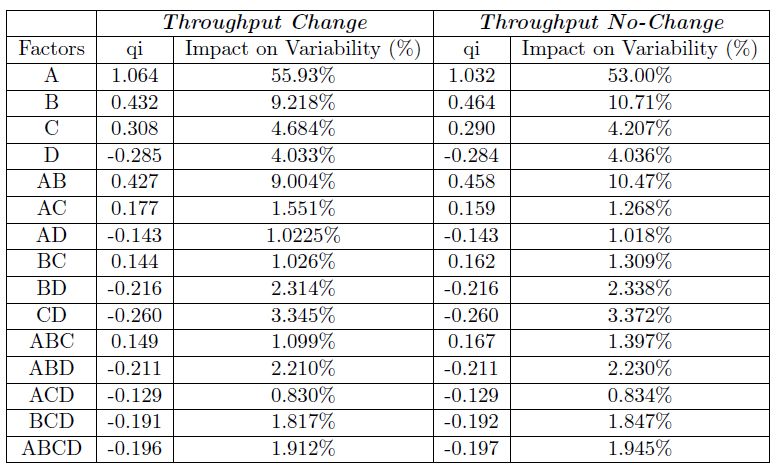 Throughput Change Throughput No-Change
Factors qi Impact on Variability (%) qi Impact on Variability (%)
A 1.064 55.93% 1.032 53.00%
B 0.432 9.218% 0.464 10.71%
C 0.308 4.684% 0.290 4.207%
D -0.285 4.033% -0.284 4.036%
AB 0.427 9.004% 0.458 10.47%
AC 0.177 1.551% 0.159 1.268%
AD -0.143 1.0225% -0.143 1.018%
BC 0.144 1.026% 0.162 1.309%
BD -0.216 2.314% -0.216 2.338%
CD -0.260 3.345% -0.260 3.372%
ABC 0.149 1.099% 0.167 1.397%
ABD -0.211 2.210% -0.211 2.230%
ACD -0.129 0.830% -0.129 0.834%
BCD -0.191 1.817% -0.192 1.847%
ABCD -0.196 1.912% -0.197 1.945%